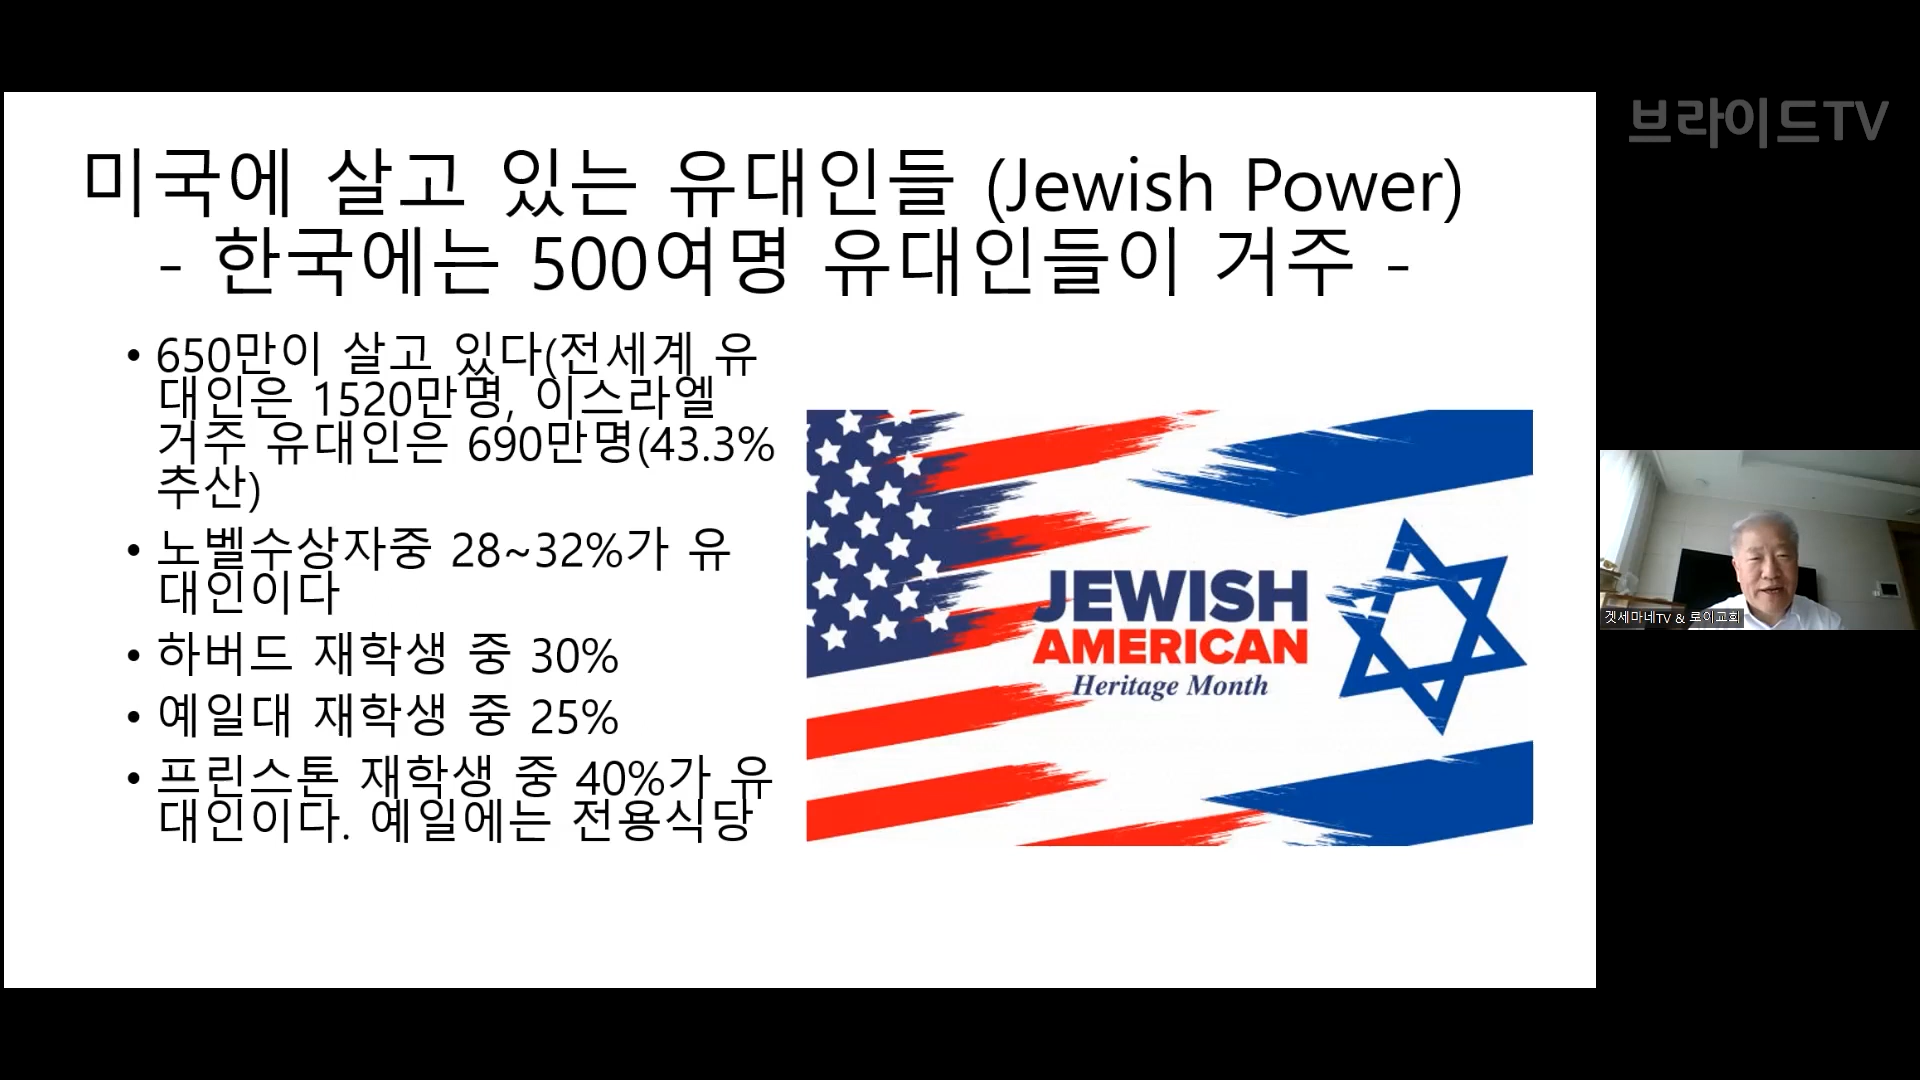 브라이드TV
미국에 살고 있는 유대인들 (Jewish Power)
- 한국에는 500여명 유대인들이 거주 -
• 650만이 살고 있다(전세계 유
대인은 1520만명, 이스라엘
거주 유대인은 690만명(43.3%
추산)
• 노벨수상자중 28~32%가 유
대인이다
• 하버드 재학생 중 30%
• 예일대 재학생 중 25%
• 프린스톤 재학생 중 40%가 유
대인이다. 예일에는 전용식당
JEWISH
AMERICAN
Heritage Month
겟세마네TV & 로이교회